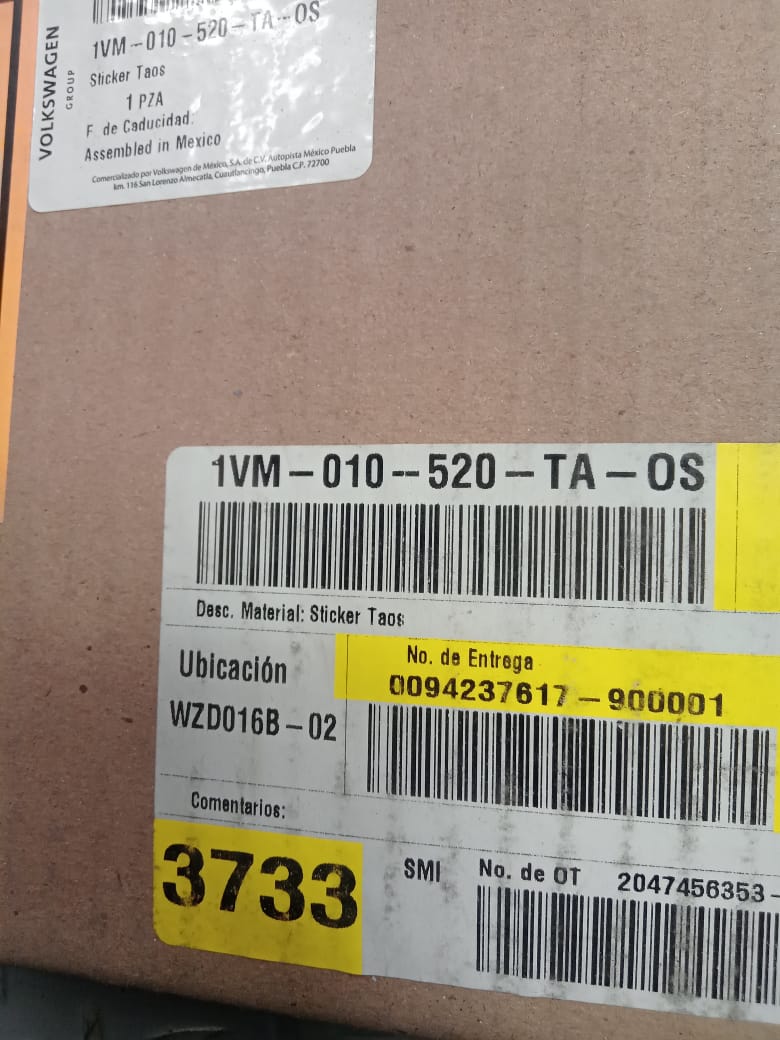 VOLKSWAGEN
GROUP
1VM-010-520-TA-OS
Sticker Taos
1 PZA
F. de Caducidad:
Assembled in Mexico
Comercializado por Volkswagen de México, S.A. de C.V. Autopista México Puebla
km. 116 San Lorenzo Almecatla, Cuautlancingo, Puebla C.P. 72700
1VM-010-520-TA-OS
Desc. Material: Sticker Taos
Ubicación
WZD016B-02
No. de Entrega
0094237617-900001
Comentarios:
3733
SMI
No. de OT 2047456353-